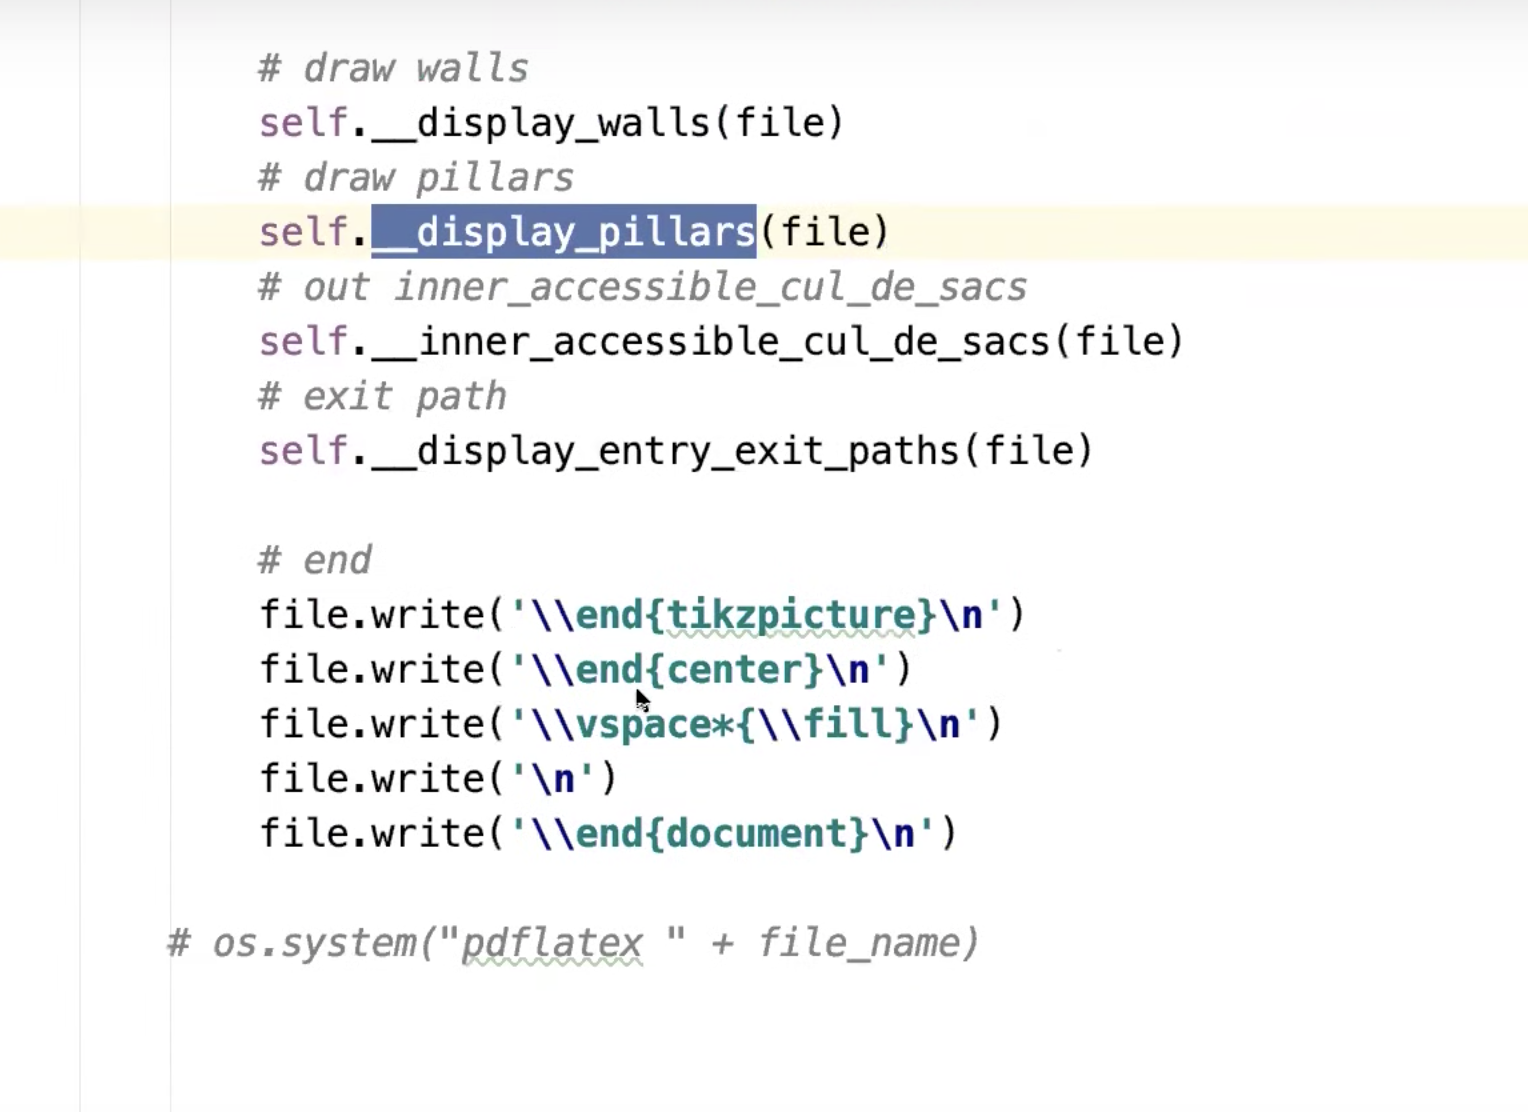 # draw walls
self.__display_walls(file)
# draw pillars
self.__display_pillars(file)
# out inner_accessible_cul_de_sacs
self.__inner_accessible_cul_de_sacs(file)
# exit path
self.__display_entry_exit_paths(file)
# end
file.write('\\end{tikzpicture}\n')
file.write('\\end{center}\n')
file.write('\\vspace*{\\fill}\n')
file.write('\n')
file.write('\\end{document}\n')
# os.system("pdflatex " + file_name)